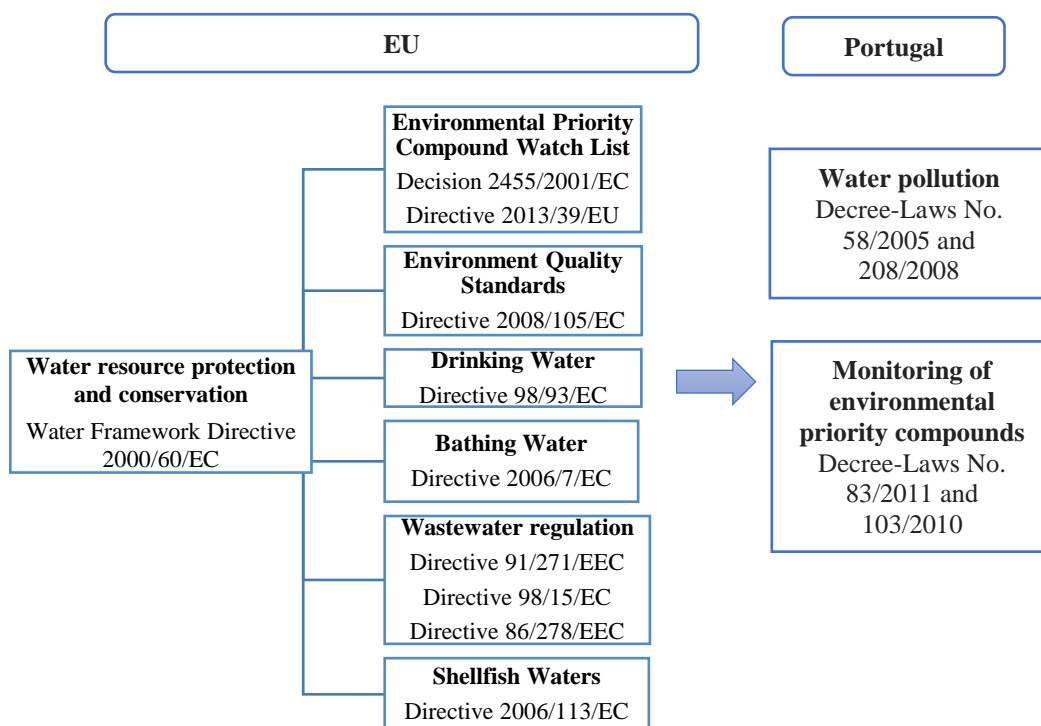 EU
Portugal
Environmental Priority
Compound Watch List
Decision 2455/2001/EC
Directive 2013/39/EU
Environment Quality
Standards
Directive 2008/105/EC
Water resource protection
and conservation
Water Framework Directive
2000/60/EC
Drinking Water
Directive 98/93/EC
Bathing Water
Directive 2006/7/EC
Wastewater regulation
Directive 91/271/EEC
Directive 98/15/EC
Directive 86/278/EEC
Shellfish Waters
Directive 2006/113/EC
Water pollution
Decree-Laws No.
58/2005 and
208/2008
Monitoring of
environmental
priority compounds
Decree-Laws No.
83/2011 and
103/2010